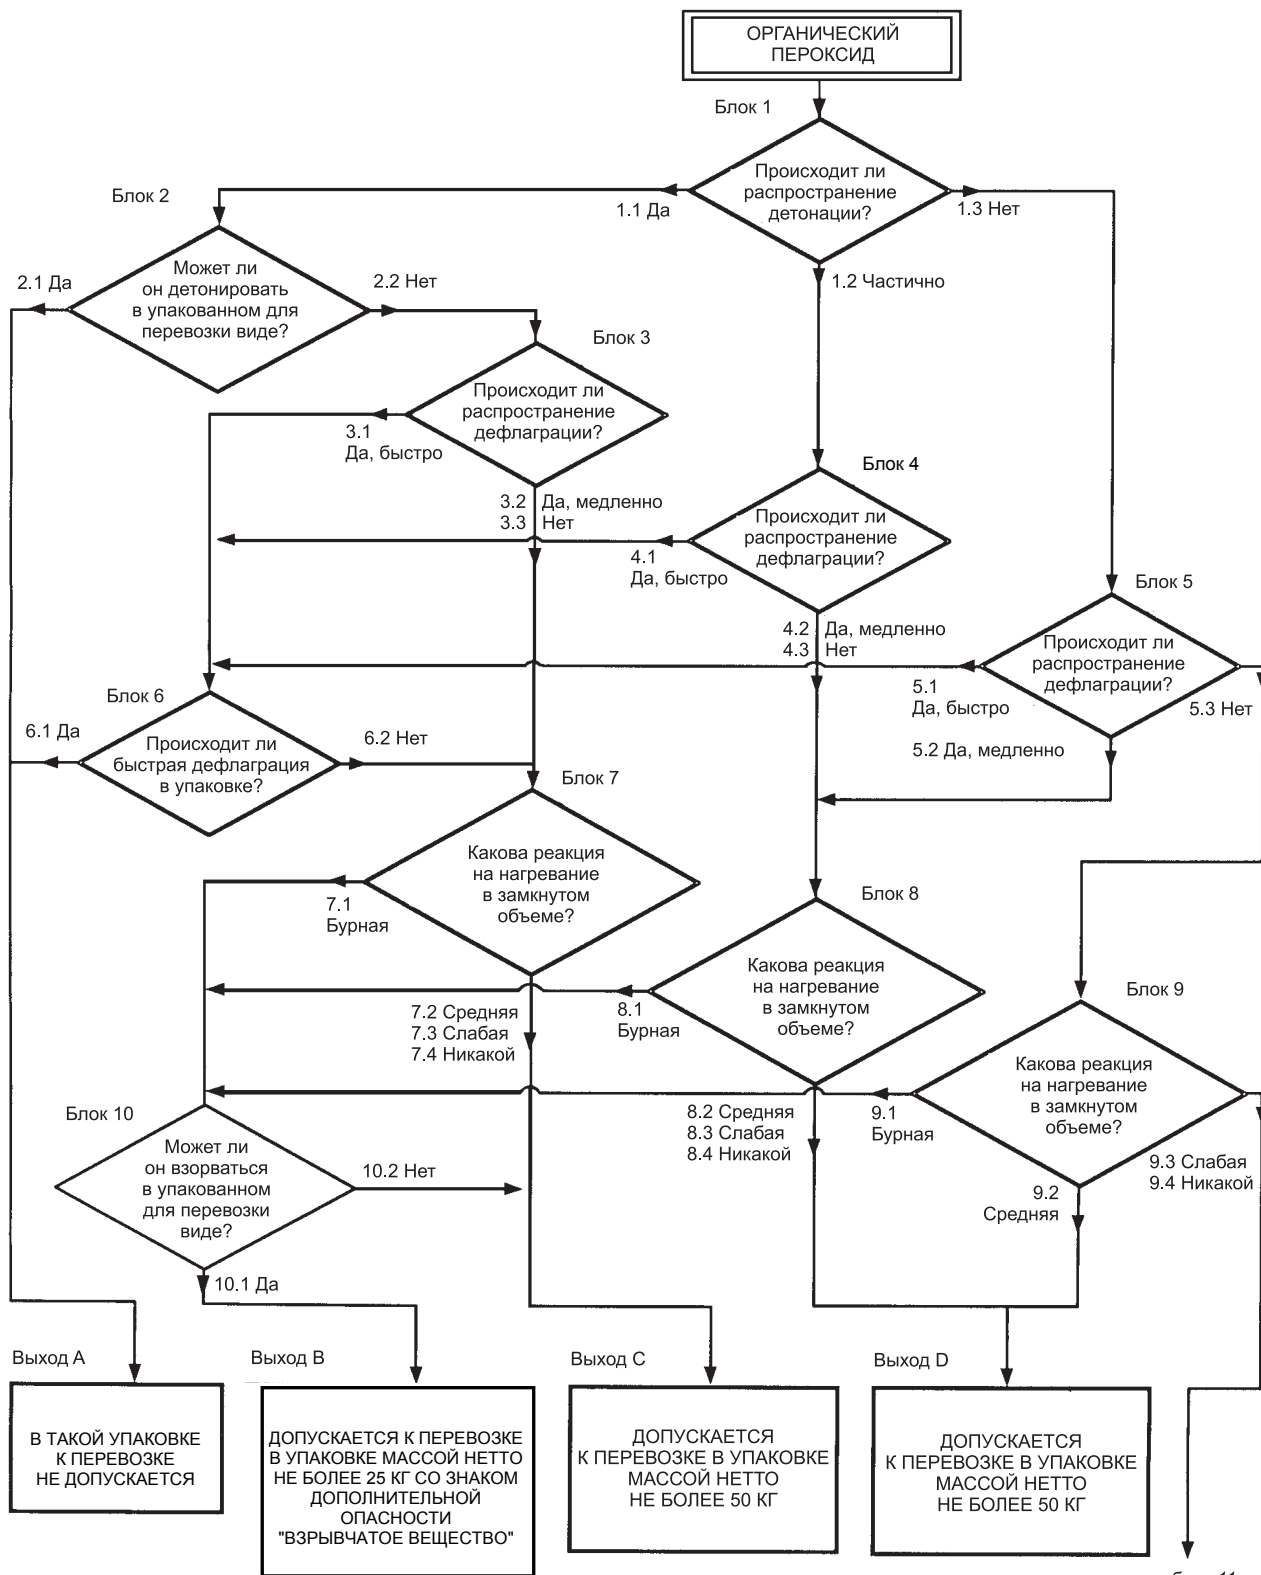 ОРГАНИЧЕСКИЙ
ПЕРОКСИД
Блок 1
Происходит ли
распространение
детонации?
1.1 Да
1.3 Нет
1.2 Частично
Блок 2
Может ли
он детонировать
в упакованном для
перевозки виде?
2.1 Да
2.2 Нет
Блок 3
Происходит ли
распространение
дефлаграции?
3.1
Да, быстро
3.2 Да, медленно
3.3 Нет
Блок 4
Происходит ли
распространение
дефлаграции?
4.1
Да, быстро
4.2 Да, медленно
4.3 Нет
Блок 5
Происходит ли
распространение
дефлаграции?
5.1
Да, быстро
5.3 Нет
5.2 Да, медленно
Блок 6
Происходит ли
быстрая дефлаграция
в упаковке?
6.1 Да
6.2 Нет
Блок 7
Какова реакция
на нагревание
в замкнутом
объеме?
7.1
Бурная
7.2 Средняя
7.3 Слабая
7.4 Никакой
Блок 8
Какова реакция
на нагревание
в замкнутом
объеме?
8.1
Бурная
8.2 Средняя
8.3 Слабая
8.4 Никакой
Блок 9
Какова реакция
на нагревание
в замкнутом
объеме?
9.1
Бурная
9.2
Средняя
9.3 Слабая
9.4 Никакой
Блок 10
Может ли
он взорваться
в упакованном
для перевозки
виде?
10.2 Нет
10.1 Да
Выход A
В ТАКОЙ УПАКОВКЕ
К ПЕРЕВОЗКЕ
НЕ ДОПУСКАЕТСЯ
Выход B
ДОПУСКАЕТСЯ К ПЕРЕВОЗКЕ
В УПАКОВКЕ МАССОЙ НЕТТО
НЕ БОЛЕЕ 25 КГ СО ЗНАКОМ
ДОПОЛНИТЕЛЬНОЙ
ОПАСНОСТИ
"ВЗРЫВЧАТОЕ ВЕЩЕСТВО"
Выход C
ДОПУСКАЕТСЯ
К ПЕРЕВОЗКЕ В УПАКОВКЕ
МАССОЙ НЕТТО
НЕ БОЛЕЕ 50 КГ
Выход D
ДОПУСКАЕТСЯ
К ПЕРЕВОЗКЕ В УПАКОВКЕ
МАССОЙ НЕТТО
НЕ БОЛЕЕ 50 КГ